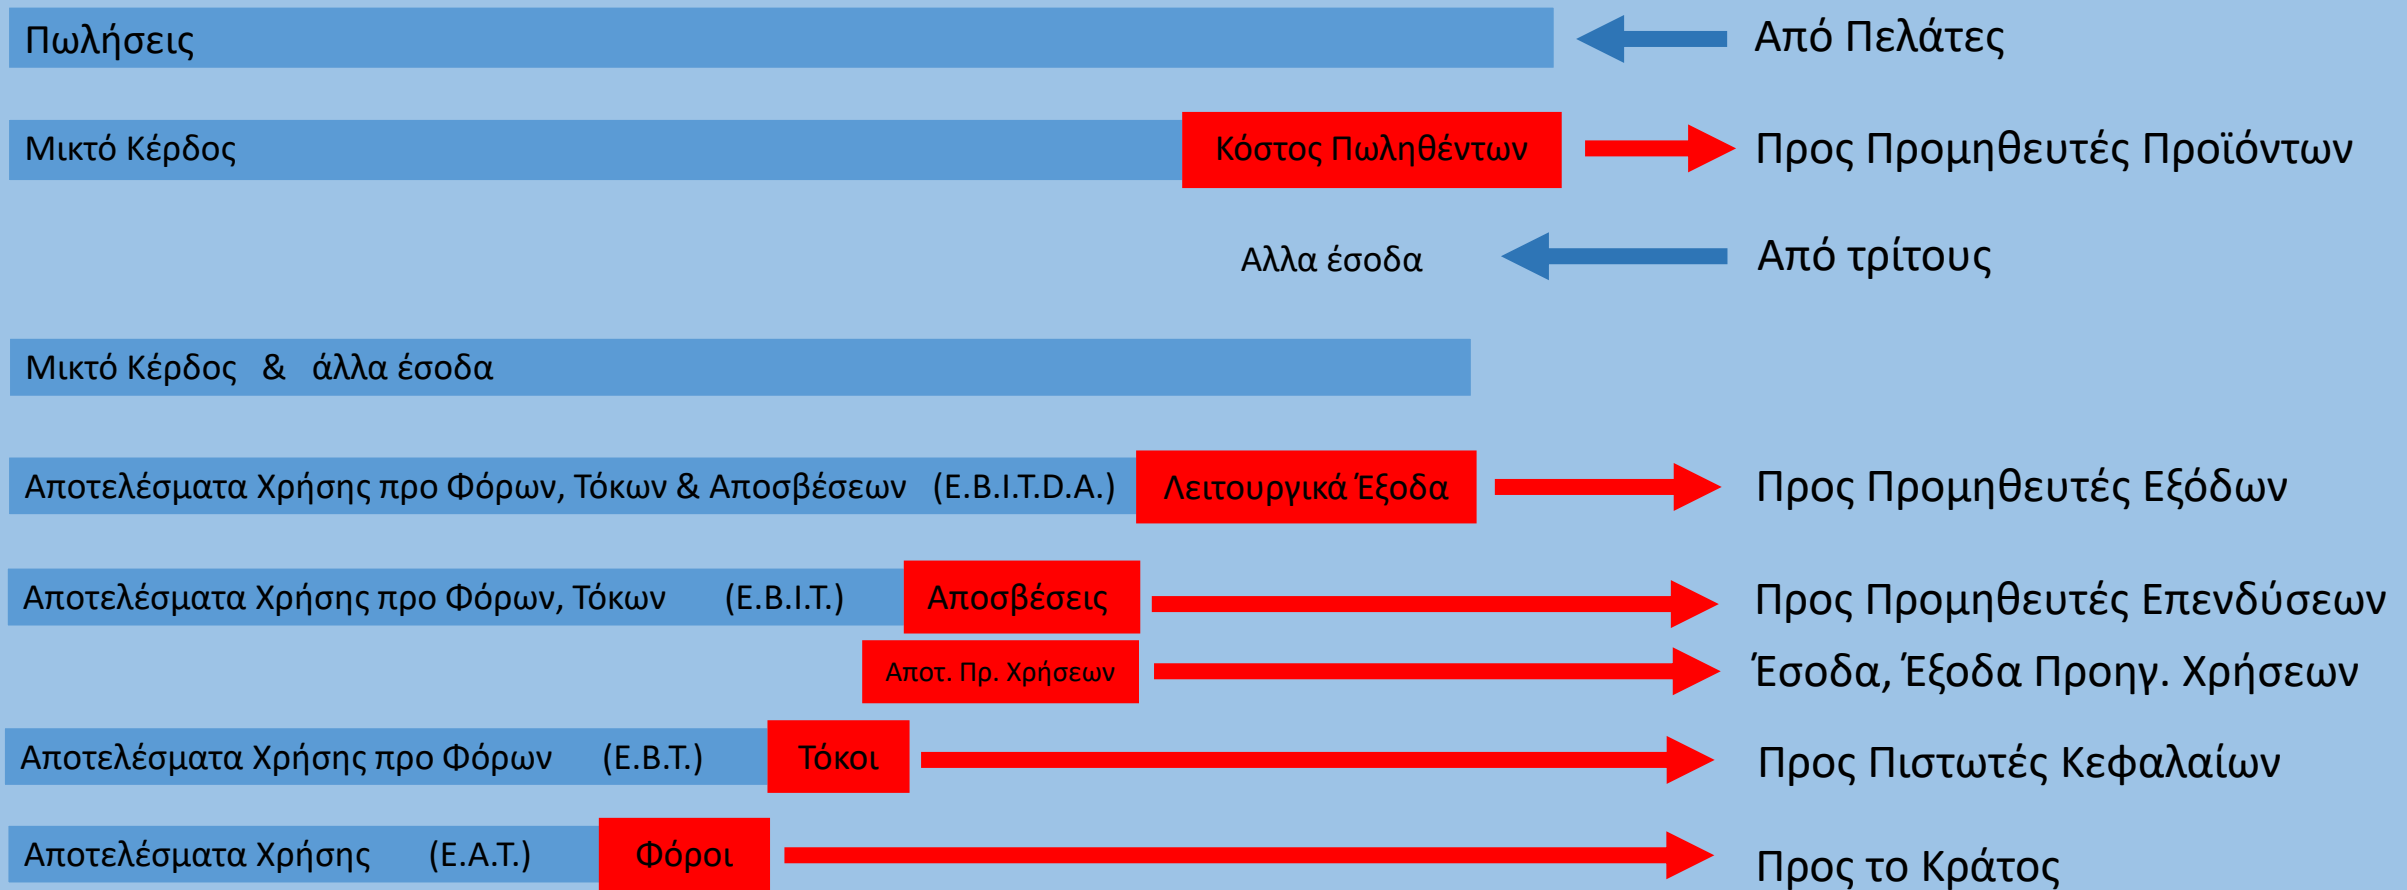 Πωλήσεις Από Πελάτες
Μικτό Κέρδος Κόστος Πωληθέντων Προς Προμηθευτές Προϊόντων
Αλλα έσοδα Από τρίτους
Μικτό Κέρδος & άλλα έσοδα
Αποτελέσματα Χρήσης προ Φόρων, Τόκων & Αποσβέσεων (E.B.I.T.D.A.) Λειτουργικά Έξοδα Προς Προμηθευτές Εξόδων
Αποτελέσματα Χρήσης προ Φόρων, Τόκων (E.B.I.T.) Αποσβέσεις Προς Προμηθευτές Επενδύσεων
Αποτ. Πρ. Χρήσεων Έσοδα, Έξοδα Προηγ. Χρήσεων
Αποτελέσματα Χρήσης προ Φόρων (E.B.T.) Τόκοι Προς Πιστωτές Κεφαλαίων
Αποτελέσματα Χρήσης (E.A.T.) Φόροι Προς το Κράτος